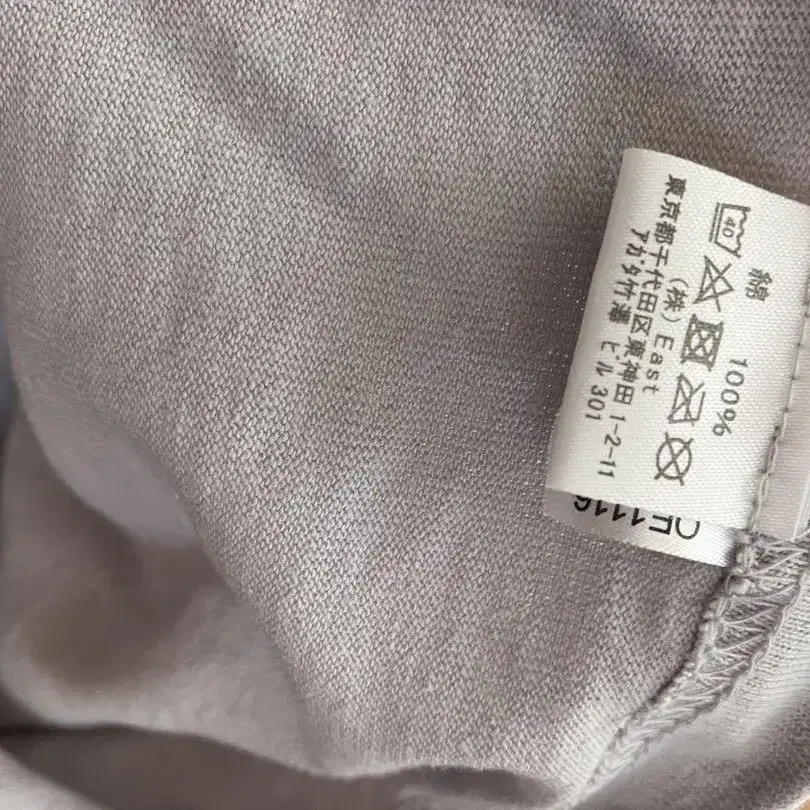 綿 100%
40
(株) East
東京都千代田区東神田 1-2-11
アガタ竹澤 ビル 301